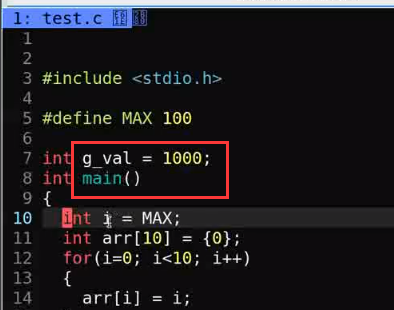 1: test.c
1
2
3 #include <stdio.h>
4
5 #define MAX 100
6
7 int g_val = 1000;
8 int main()
9 {
10 int i = MAX;
11 int arr[10] = {0};
12 for(i=0; i<10; i++)
13 {
14 arr[i] = i;